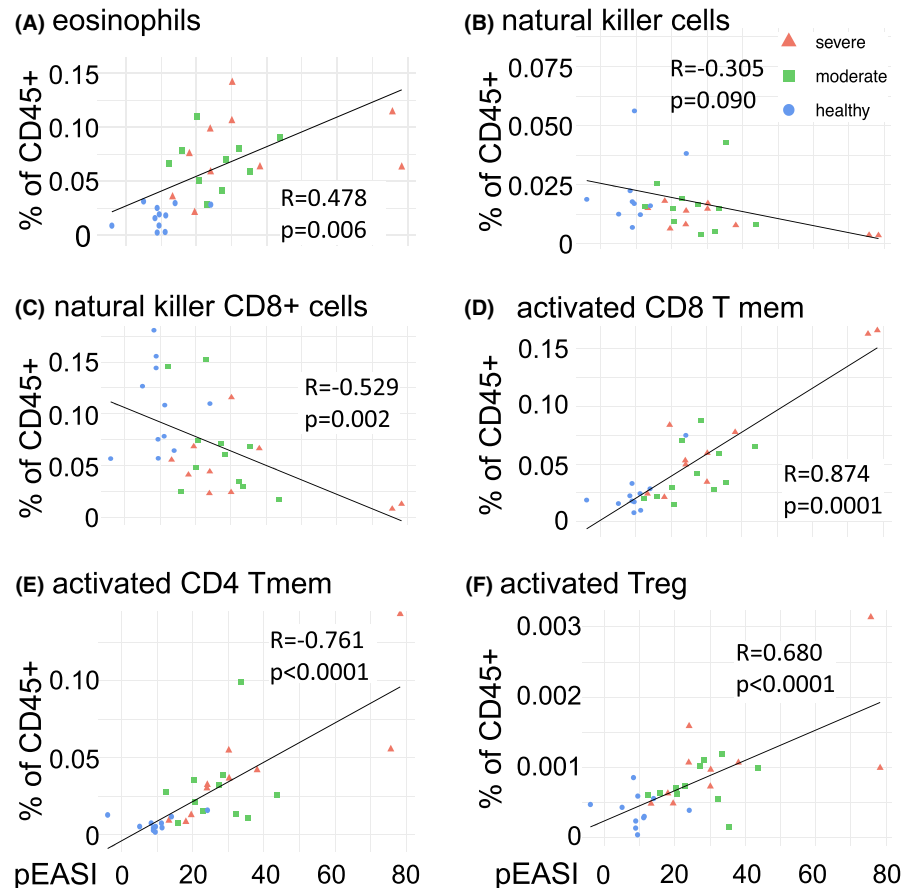 (A) eosinophils
% of CD45+
0.15
0.10
0.05
0
R=0.478
p=0.006
(B) natural killer cells
% of CD45+
0.075
0.050
0.025
0
R=-0.305
p=0.090
severe
moderate
healthy
(C) natural killer CD8+ cells
% of CD45+
0.15
0.10
0.05
0
R=-0.529
p=0.002
(D) activated CD8 T mem
% of CD45+
0.15
0.10
0.05
0
R=0.874
p=0.0001
(E) activated CD4 Tmem
% of CD45+
0.10
0.05
0
R=-0.761
p<0.0001
pEASI 0 20 40 60 80
(F) activated Treg
% of CD45+
0.003
0.002
0.001
0
R=0.680
p<0.0001
pEASI 0 20 40 60 80